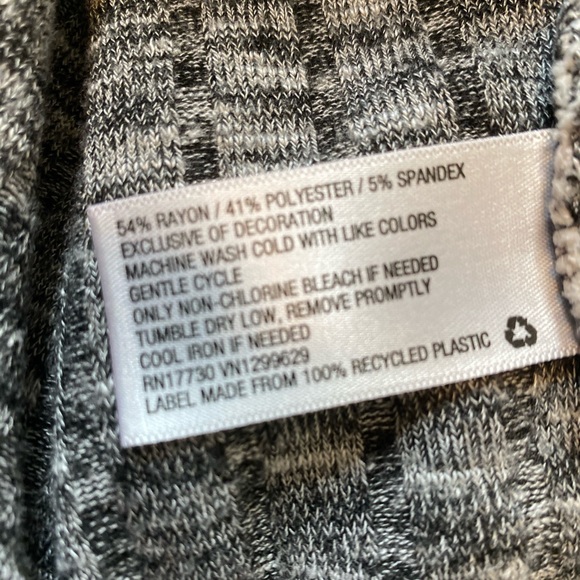 54% RAYON / 41% POLYESTER / 5% SPANDEX
EXCLUSIVE OF DECORATION
MACHINE WASH COLD WITH LIKE COLORS
GENTLE CYCLE
ONLY NON-CHLORINE BLEACH IF NEEDED
TUMBLE DRY LOW, REMOVE PROMPTLY
COOL IRON IF NEEDED
RN17730 VN1299629
LABEL MADE FROM 100% RECYCLED PLASTIC